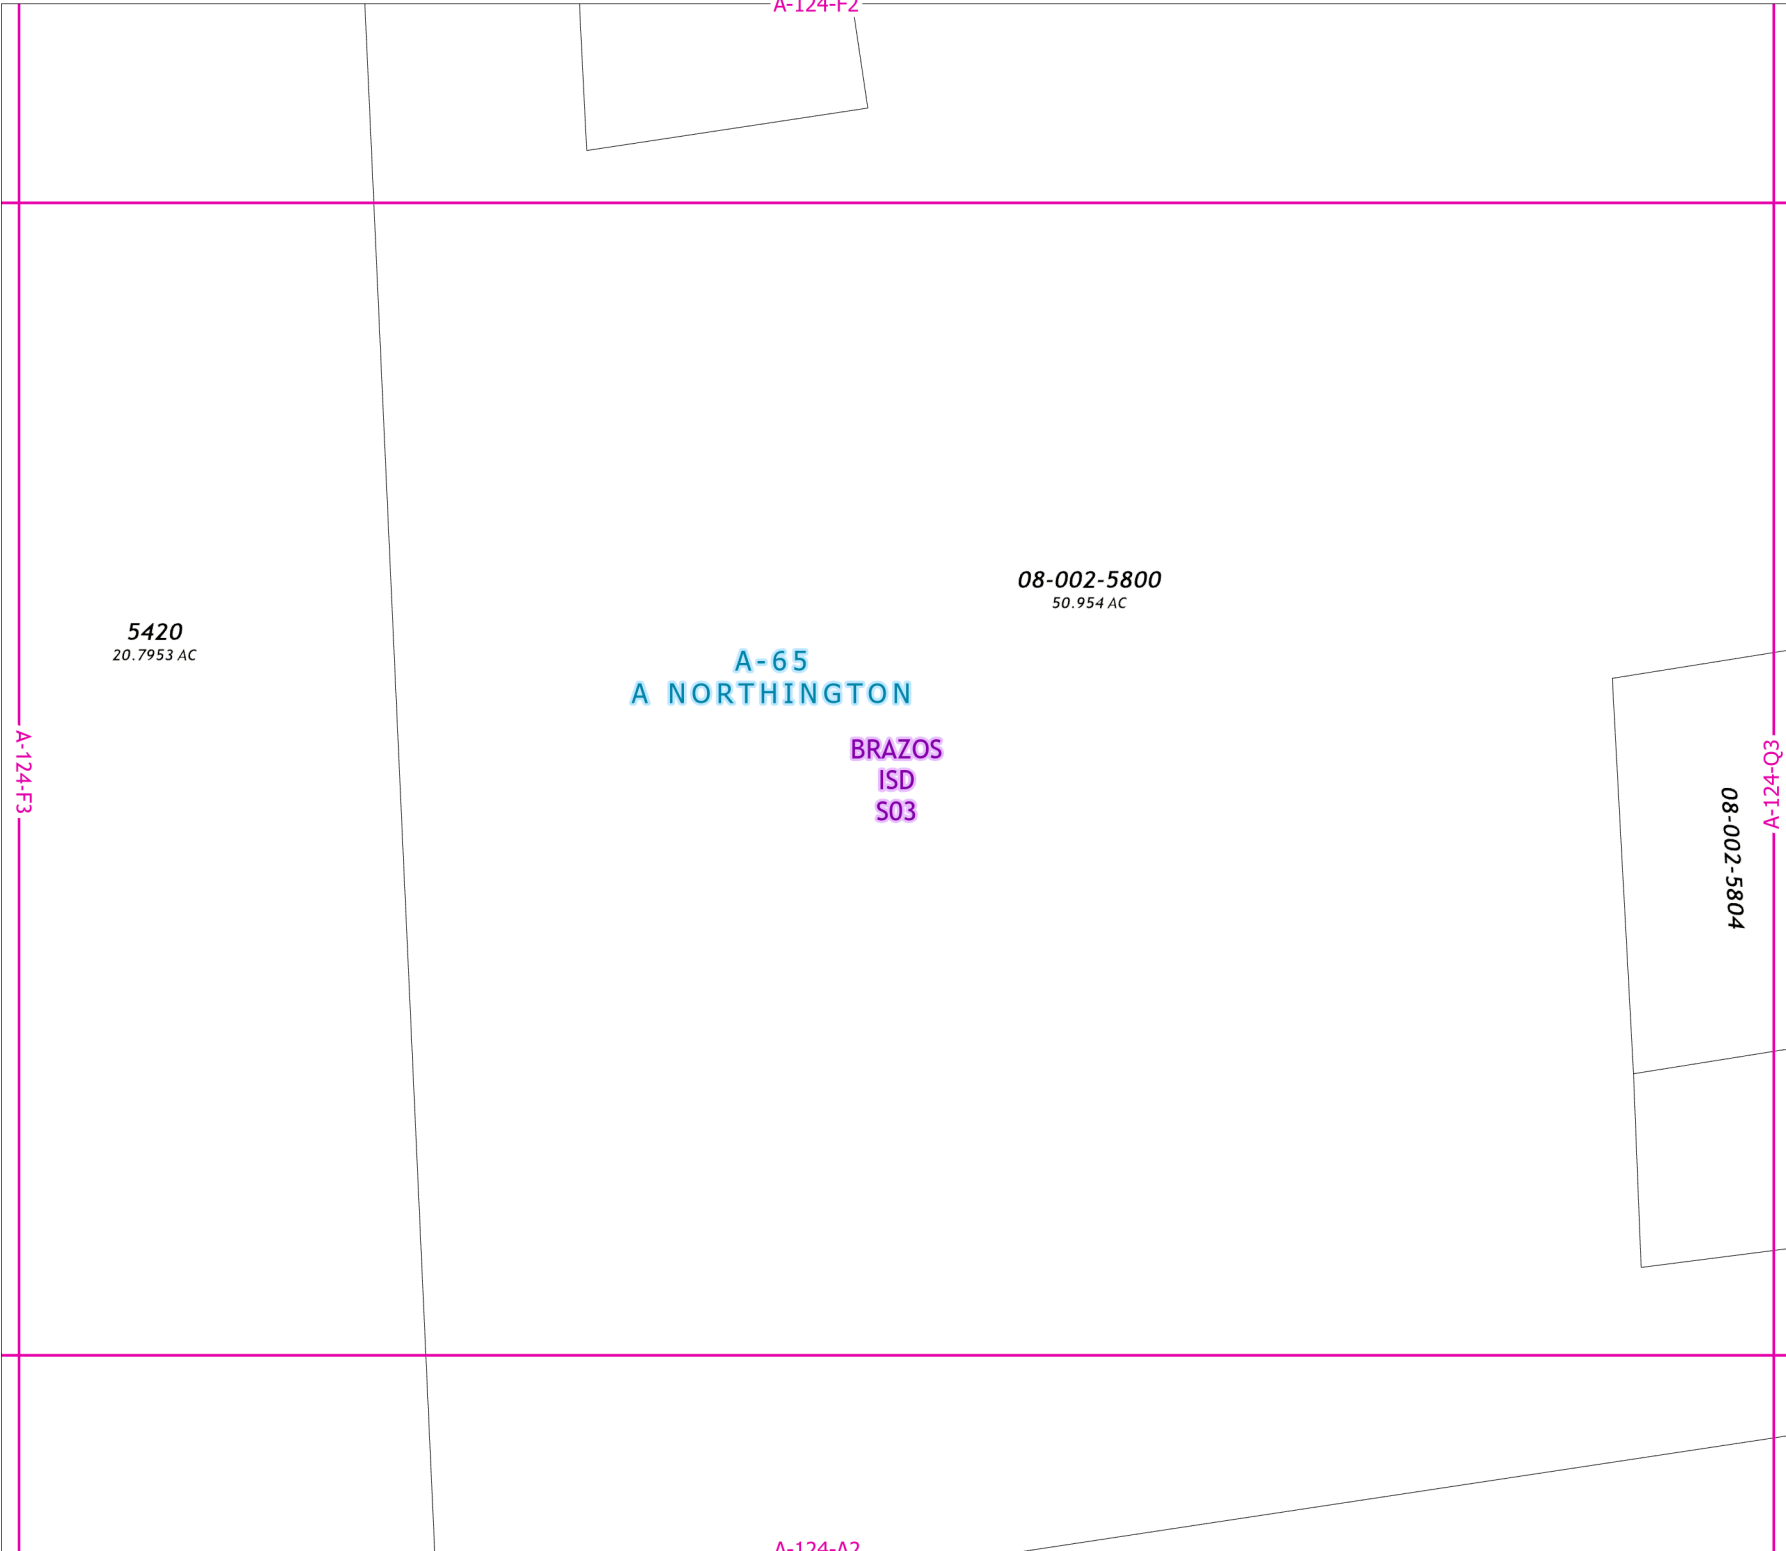 A-124-F2
08-002-5800
50.954 AC
5420
20.7953 AC
A-65
A NORTHINGTON
BRAZOS
ISD
S03
A-124-F3
A-124-Q3
08-002-5804
A-124-A2